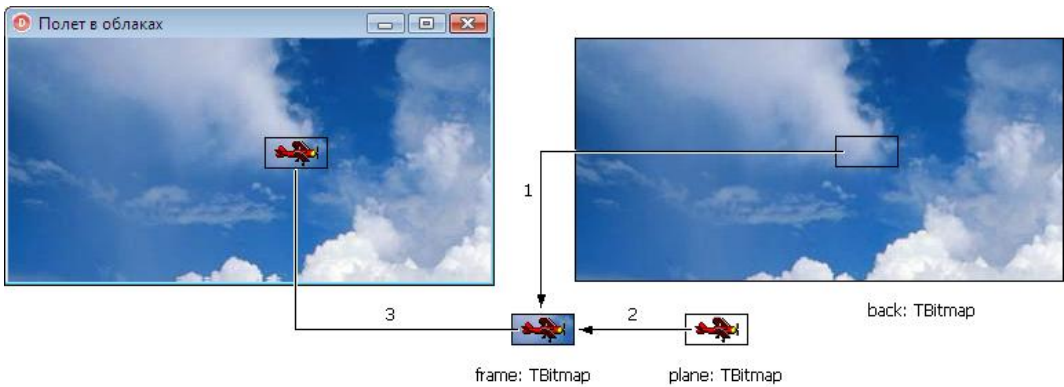 Полет в облаках
1
back: TBitmap
3
2
frame: TBitmap
plane: TBitmap